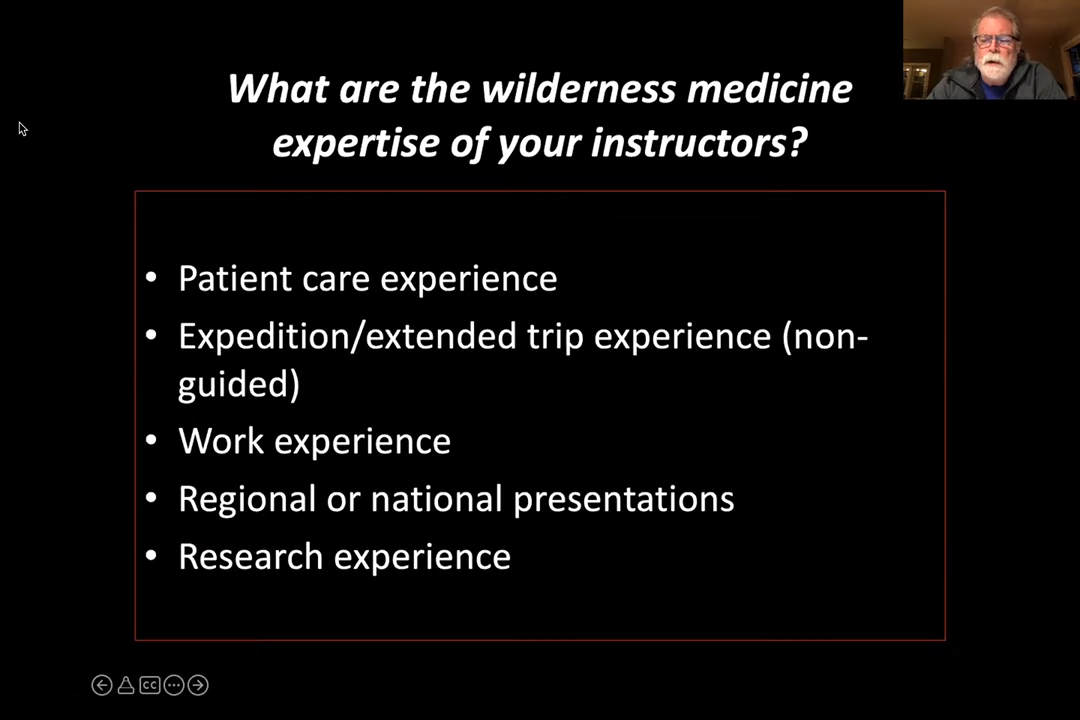 What are the wilderness medicine
expertise of your instructors?
• Patient care experience
• Expedition/extended trip experience (non-
guided)
• Work experience
• Regional or national presentations
• Research experience
CC